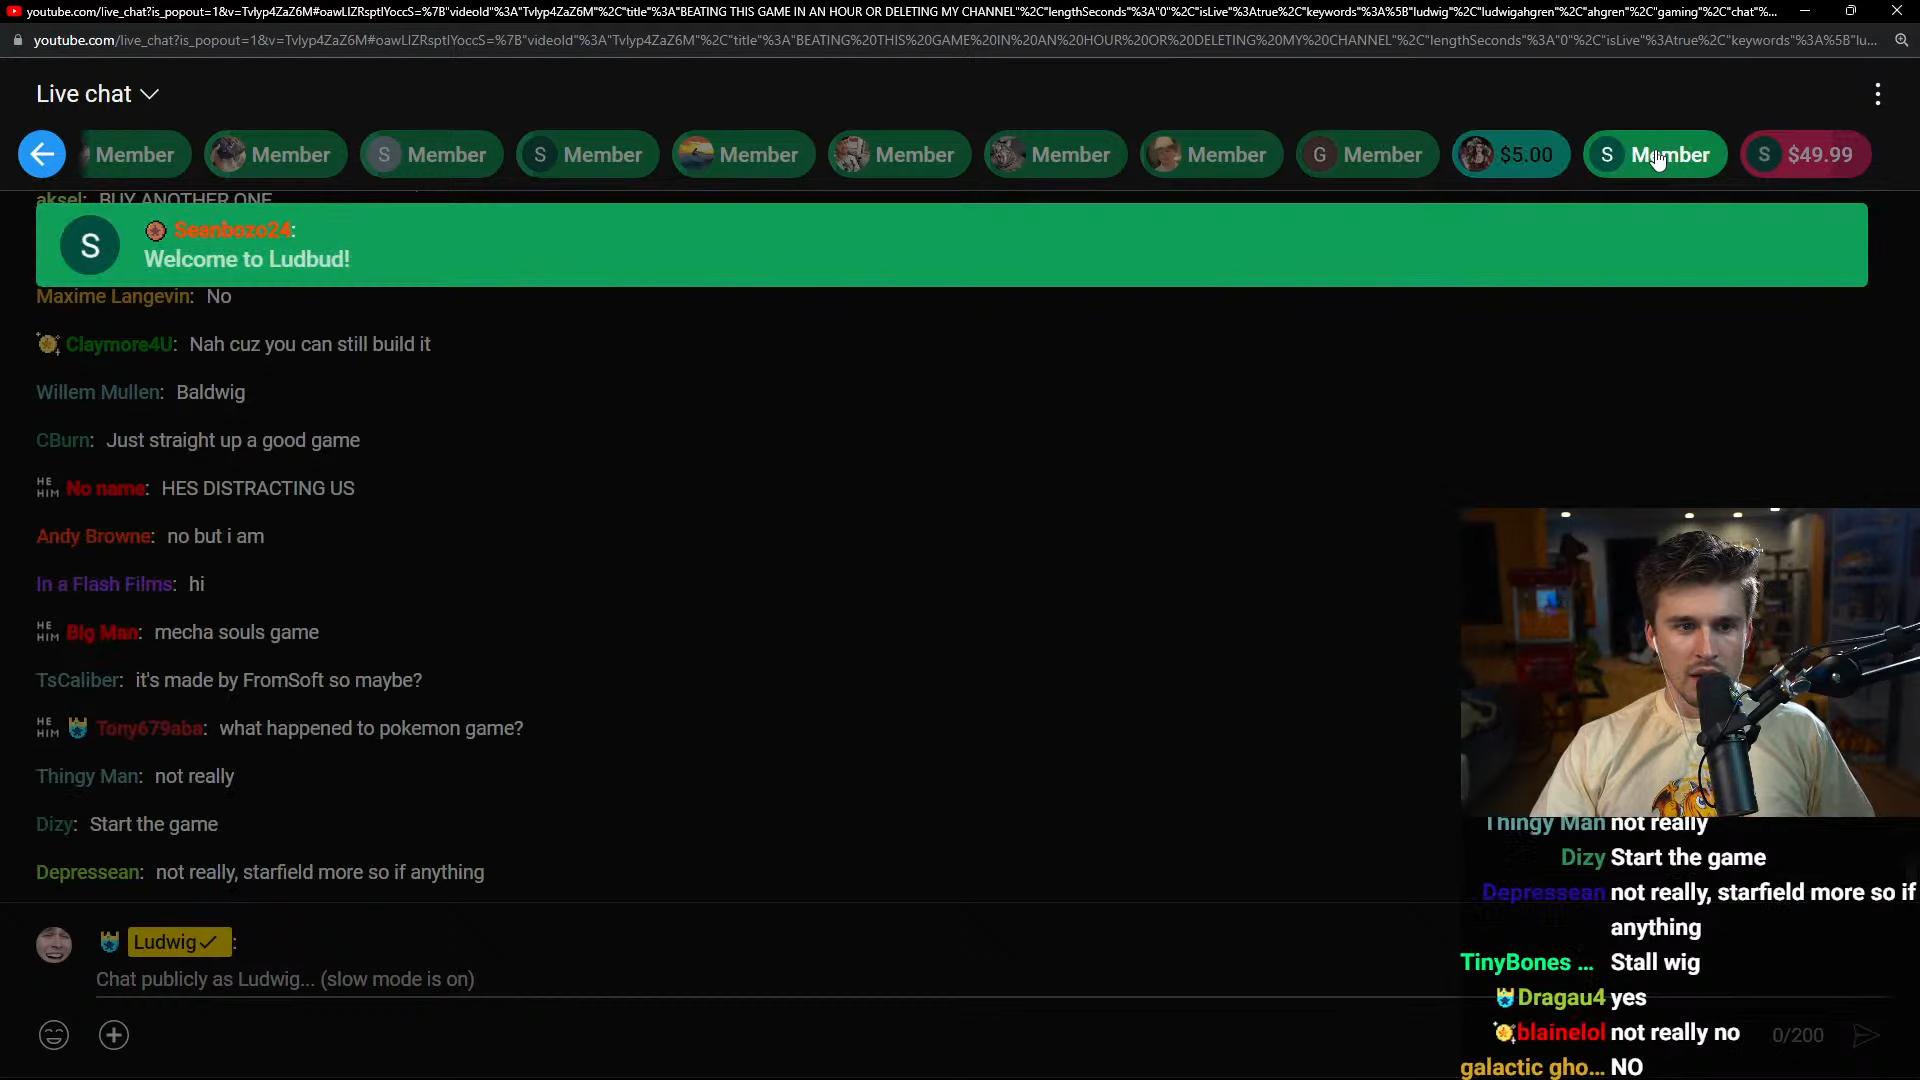 youtube.com/live_chat?is_popout=1&v=Tvlyp4ZaZ6M#oawLIZRsptIYoccS=%7B"videoId"%3A"Tvlyp4ZaZ6M"%2C"title"%3A"BEATING THIS GAME IN AN HOUR OR DELETING MY CHANNEL"%2C"lengthSeconds"%3A"0"%2C"isLive"%3Atrue%2C"keywords"%3A%5B"ludwig"%2C"ludwigahgren"%2C"ahgren"%2C"gaming"%2C"chat"%...
youtube.com/live_chat?is_popout=1&v=Tvlyp4ZaZ6M#oawLIZRsptIYoccS=%7B"videoId"%3A"Tvlyp4ZaZ6M"%2C"title"%3A"BEATING%20THIS%20GAME%20IN%20AN%20HOUR%20OR%20DELETING%20MY%20CHANNEL"%2C"lengthSeconds"%3A"0"%2C"isLive"%3Atrue%2C"keywords"%3A%5B"lu...
Live chat
Member Member S Member S Member Member Member Member Member G Member $5.00 S Member S $49.99
aksel: BUY ANOTHER ONE
S Seanbozo24:
Welcome to Ludbud!
Maxime Langevin: No
Claymore4U: Nah cuz you can still build it
Willem Mullen: Baldwig
CBurn: Just straight up a good game
HE HIM No name: HES DISTRACTING US
Andy Browne: no but i am
In a Flash Films: hi
HE HIM Big Man: mecha souls game
TsCaliber: it's made by FromSoft so maybe?
HE HIM Tony679aba: what happened to pokemon game?
Thingy Man: not really
Dizy: Start the game
Depressean: not really, starfield more so if anything
Ludwig✓:
Chat publicly as Ludwig... (slow mode is on)
0/200
Thingy Man not really
Dizy Start the game
Depressean not really, starfield more so if
anything
TinyBones ... Stall wig
Dragau4 yes
blainelol not really no
galactic gho... NO